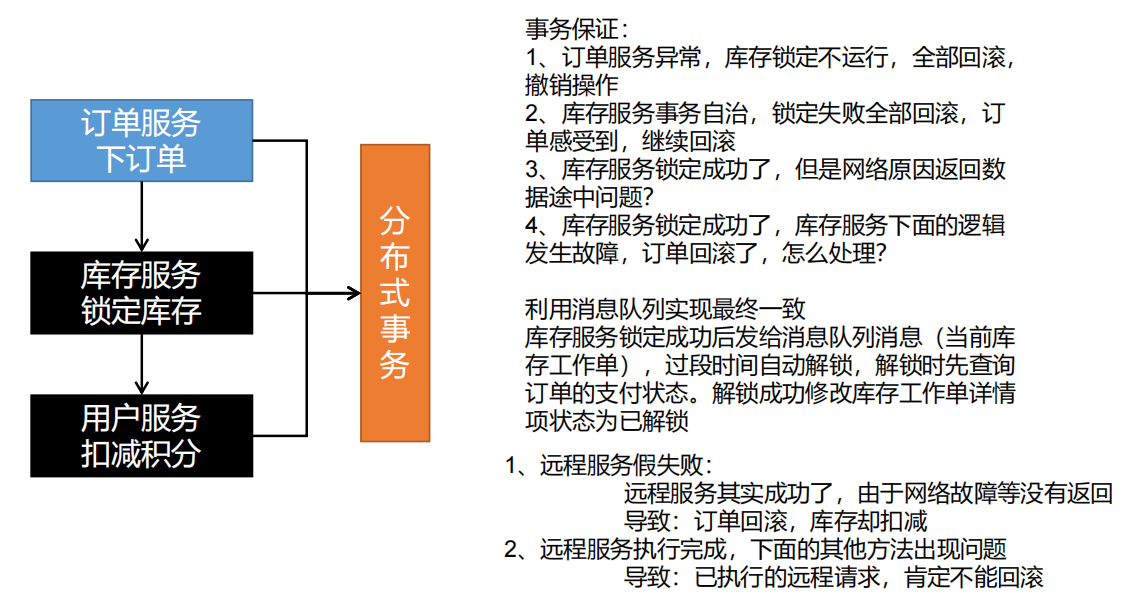 订单服务
下订单
库存服务
锁定库存
用户服务
扣减积分
分
布
式
事
务
事务保证：
1、订单服务异常，库存锁定不运行，全部回滚，
撤销操作
2、库存服务事务自治，锁定失败全部回滚，订
单感受到，继续回滚
3、库存服务锁定成功了，但是网络原因返回数
据途中问题？
4、库存服务锁定成功了，库存服务下面的逻辑
发生故障，订单回滚了，怎么处理？
利用消息队列实现最终一致
库存服务锁定成功后发给消息队列消息（当前库
存工作单），过段时间自动解锁，解锁时先查询
订单的支付状态。解锁成功修改库存工作单详情
项状态为已解锁
1、远程服务假失败：
远程服务其实成功了，由于网络故障等没有返回
导致：订单回滚，库存却扣减
2、远程服务执行完成，下面的其他方法出现问题
导致：已执行的远程请求，肯定不能回滚